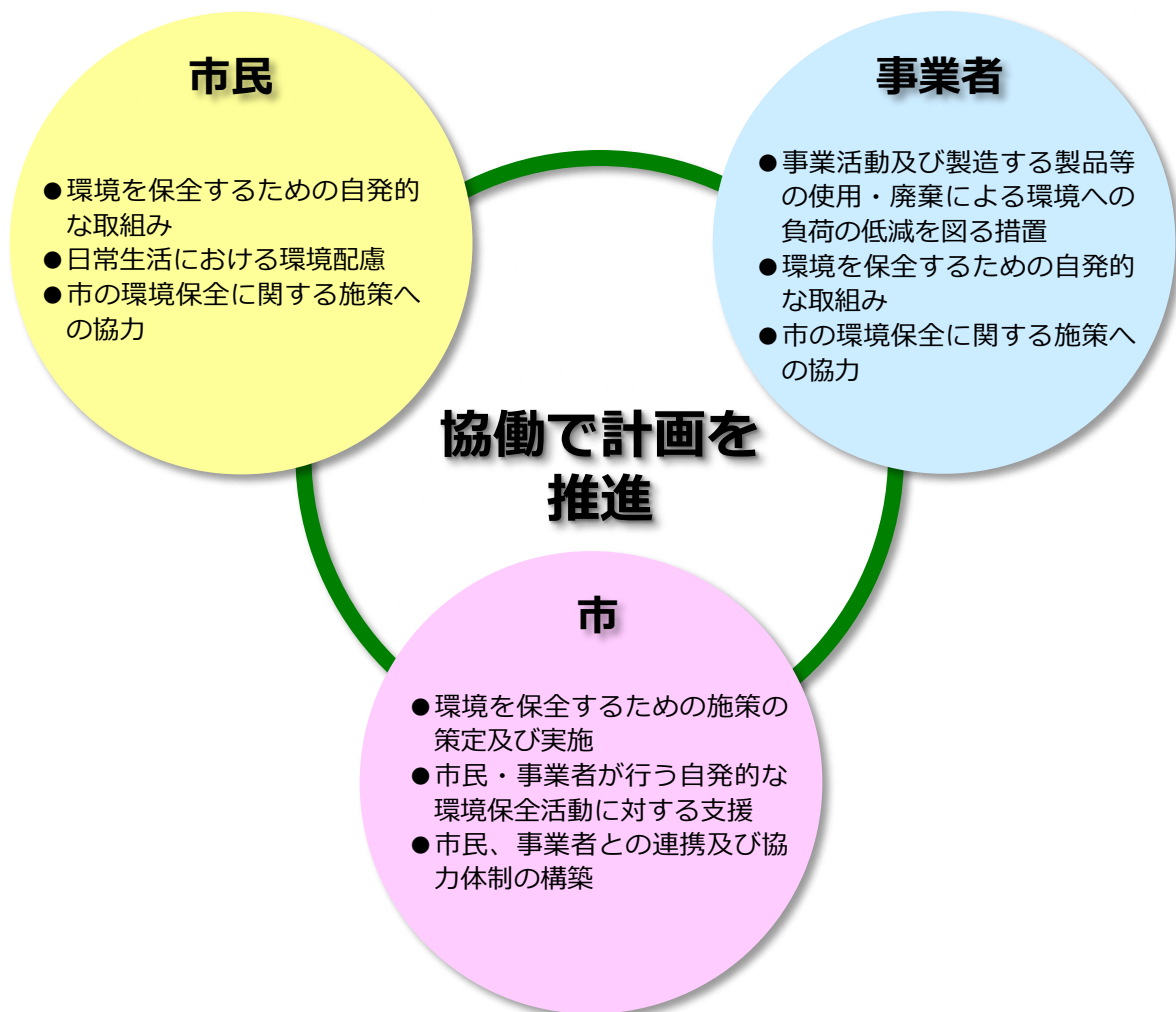 市民
●環境を保全するための自発的
な取組み
●日常生活における環境配慮
●市の環境保全に関する施策へ
の協力
事業者
●事業活動及び製造する製品等
の使用・廃棄による環境への
負荷の低減を図る措置
●環境を保全するための自発的
な取組み
●市の環境保全に関する施策へ
の協力
協働で計画を
推進
市
●環境を保全するための施策の
策定及び実施
●市民・事業者が行う自発的な
環境保全活動に対する支援
●市民、事業者との連携及び協
力体制の構築